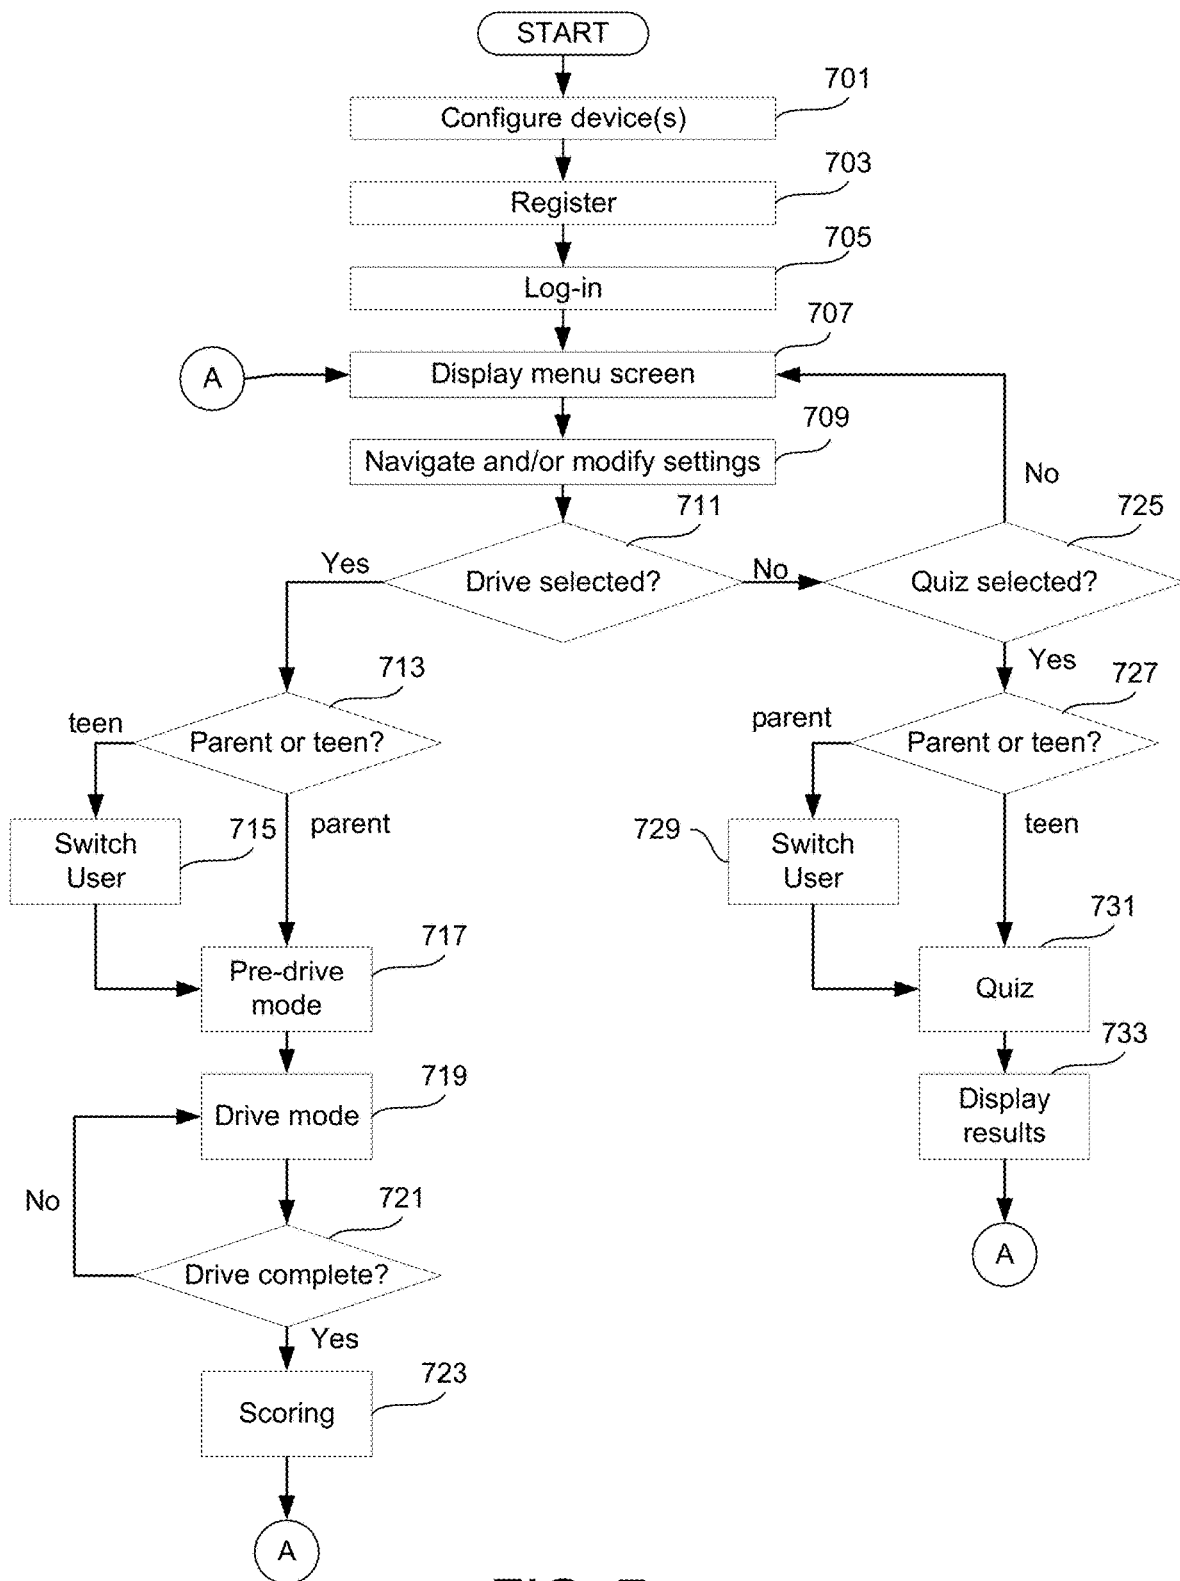 START
701
Configure device(s)
703
Register
705
Log-in
707
A
Display menu screen
709
Navigate and/or modify settings
No
711
725
Yes
Drive selected?
No
Quiz selected?
713
Yes
727
teen
parent
Parent or teen?
Parent or teen?
715
parent
729
teen
Switch
User
Switch
User
717
731
Pre-drive
mode
Quiz
733
719
Drive mode
Display
results
No
721
A
Drive complete?
Yes
723
Scoring
A